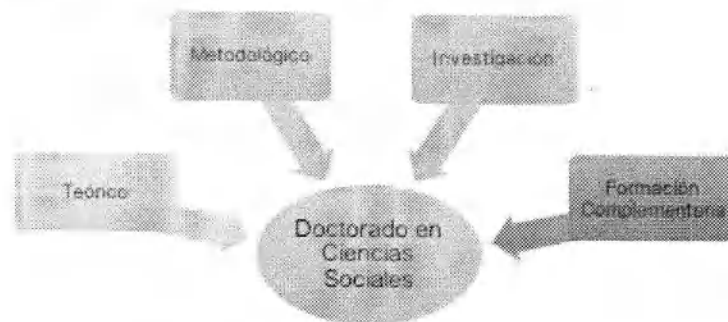 Metodológico
Investigación
Teórico
Formación
Complementaria
Doctorado en
Ciencias
Sociales